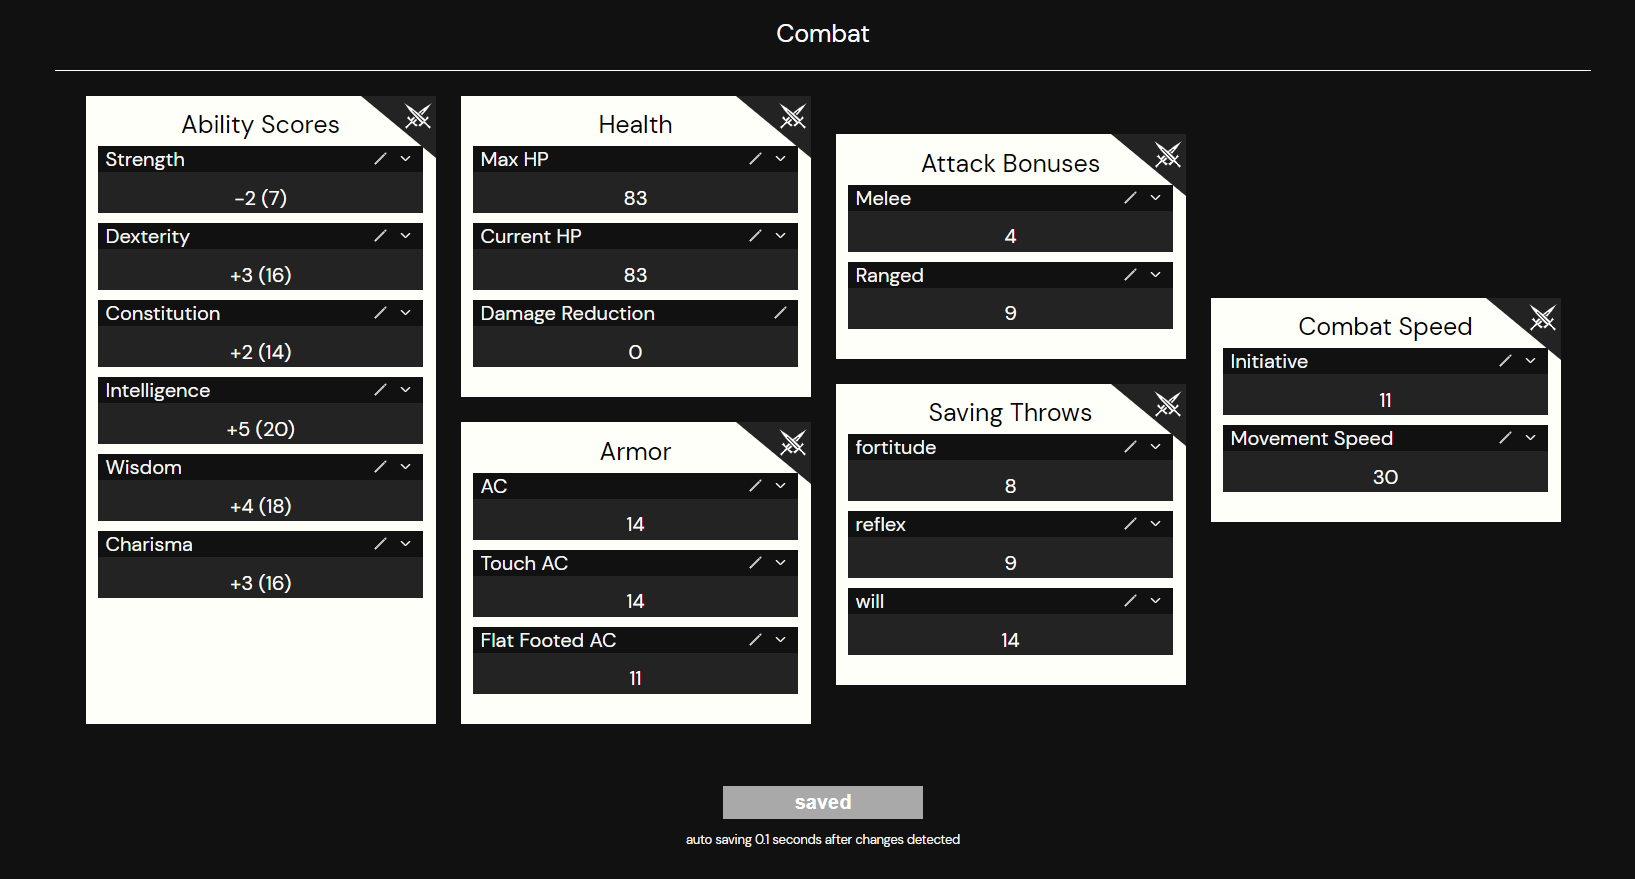 Combat
Ability Scores
Strength
-2 (7)
Dexterity
+3 (16)
Constitution
+2 (14)
Intelligence
+5 (20)
Wisdom
+4 (18)
Charisma
+3 (16)
Health
Max HP
83
Current HP
83
Damage Reduction
0
Armor
AC
14
Touch AC
14
Flat Footed AC
11
Attack Bonuses
Melee
4
Ranged
9
Saving Throws
fortitude
8
reflex
9
will
14
Combat Speed
Initiative
11
Movement Speed
30
saved
auto saving 0.1 seconds after changes detected